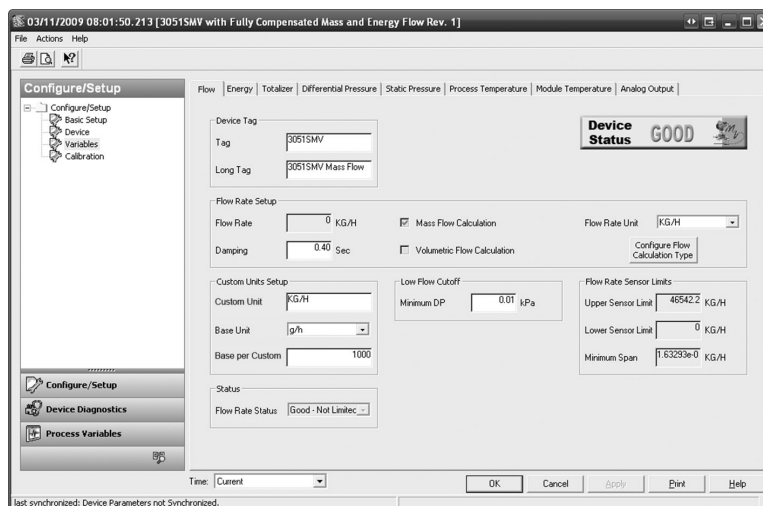 03/11/2009 08:01:50.213 [3051SMV with Fully Compensated Mass and Energy Flow Rev. 1]
File Actions Help
Configure/Setup
Configure/Setup
Basic Setup
Device
Variables
Calibration
Configure/Setup
Device Diagnostics
Process Variables
Flow Energy Totalizer Differential Pressure Static Pressure Process Temperature Module Temperature Analog Output
Device Tag
Tag 3051SMV
Long Tag 3051SMV Mass Flow
Device Status GOOD
Flow Rate Setup
Flow Rate 0 KG/H
Mass Flow Calculation
Flow Rate Unit KG/H
Damping 0.40 Sec
Volumetric Flow Calculation
Configure Flow Calculation Type
Custom Units Setup
Custom Unit KG/H
Base Unit g/h
Base per Custom 1000
Low Flow Cutoff
Minimum DP 0.01 kPa
Flow Rate Sensor Limits
Upper Sensor Limit 46542.2 KG/H
Lower Sensor Limit 0 KG/H
Minimum Span 1.63293e-0 KG/H
Status
Flow Rate Status Good - Not Limitec
Time: Current
OK Cancel Apply Print Help
last synchronized: Device Parameters not Synchronized.